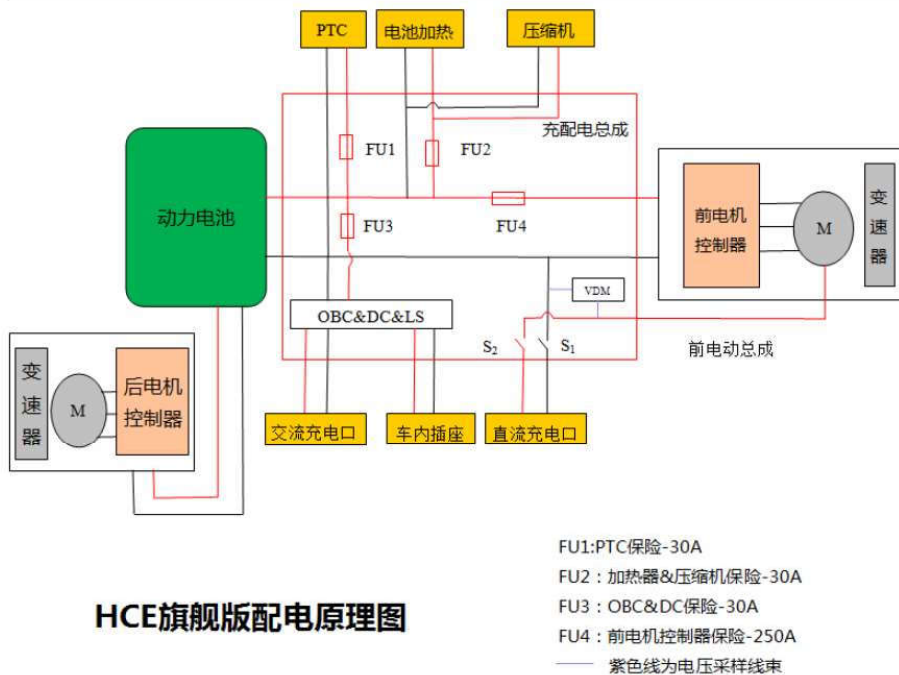 PTC
电池加热
压缩机
充配电总成
FU1
FU2
动力电池
FU3
FU4
前电机
控制器
M
变速器
VDM
OBC&DC&LS
S2
S1
前电动总成
变速器
M
后电机
控制器
交流充电口
车内插座
直流充电口
FU1:PTC保险-30A
FU2：加热器&压缩机保险-30A
FU3：OBC&DC保险-30A
FU4：前电机控制器保险-250A
紫色线为电压采样线束
HCE旗舰版配电原理图